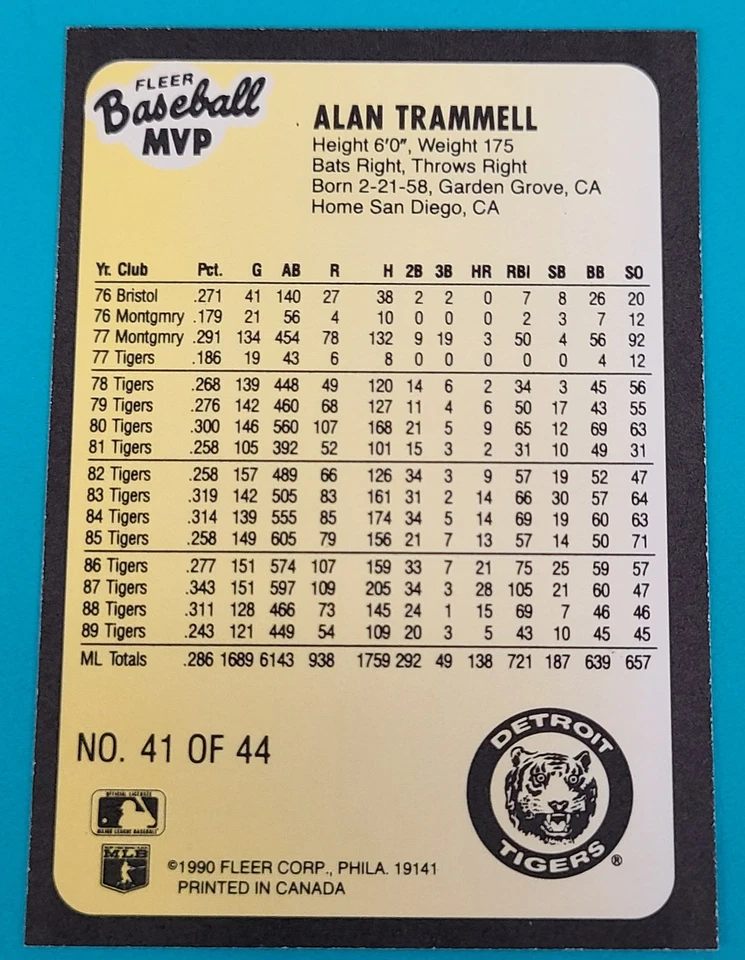 FLEER
Baseball
MVP
ALAN TRAMMELL
Height 6'0", Weight 175
Bats Right, Throws Right
Born 2-21-58, Garden Grove, CA
Home San Diego, CA
Yr. Club Pct. G AB R H 2B 3B HR RBI SB BB SO
76 Bristol .271 41 140 27 38 2 2 0 7 8 26 20
76 Montgmry .179 21 56 4 10 0 0 0 2 3 7 12
77 Montgmry .291 134 454 78 132 9 19 3 50 4 56 92
77 Tigers .186 19 43 6 8 0 0 0 0 0 4 12
78 Tigers .268 139 448 49 120 14 6 2 34 3 45 56
79 Tigers .276 142 460 68 127 11 4 6 50 17 43 55
80 Tigers .300 146 560 107 168 21 5 9 65 12 69 63
81 Tigers .258 105 392 52 101 15 3 2 31 10 49 31
82 Tigers .258 157 489 66 126 34 3 9 57 19 52 47
83 Tigers .319 142 505 83 161 31 2 14 66 30 57 64
84 Tigers .314 139 555 85 174 34 5 14 69 19 60 63
85 Tigers .258 149 605 79 156 21 7 13 57 14 50 71
86 Tigers .277 151 574 107 159 33 7 21 75 25 59 57
87 Tigers .343 151 597 109 205 34 3 28 105 21 60 47
88 Tigers .311 128 466 73 145 24 1 15 69 7 46 46
89 Tigers .243 121 449 54 109 20 3 5 43 10 45 45
ML Totals .286 1689 6143 938 1759 292 49 138 721 187 639 657
NO. 41 OF 44
DETROIT
TIGERS®
OFFICIAL LICENSEE
MAJOR LEAGUE BASEBALL
MLB
©1990 FLEER CORP., PHILA. 19141
PRINTED IN CANADA